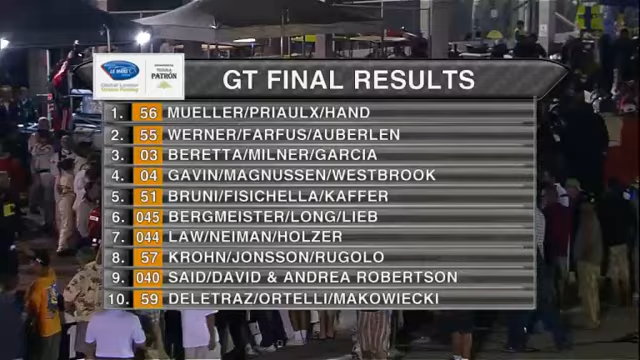 GT FINAL RESULTS
PATRÓN
1. 56 MUELLER/PRIAULX/HAND
2. 55 WERNER/FARFUS/AUBERLEN
3. 03 BERETTA/MILNER/GARCIA
4. 04 GAVIN/MAGNUSSEN/WESTBROOK
5. 51 BRUNI/FISICHELLA/KAFFER
6. 045 BERGMEISTER/LONG/LIEB
7. 044 LAW/NEIMAN/HOLZER
8. 57 KROHN/JONSSON/RUGOLO
9. 040 SAID/DAVID & ANDREA ROBERTSON
10. 59 DELETRAZ/ORTELLI/MAKOWIECKI